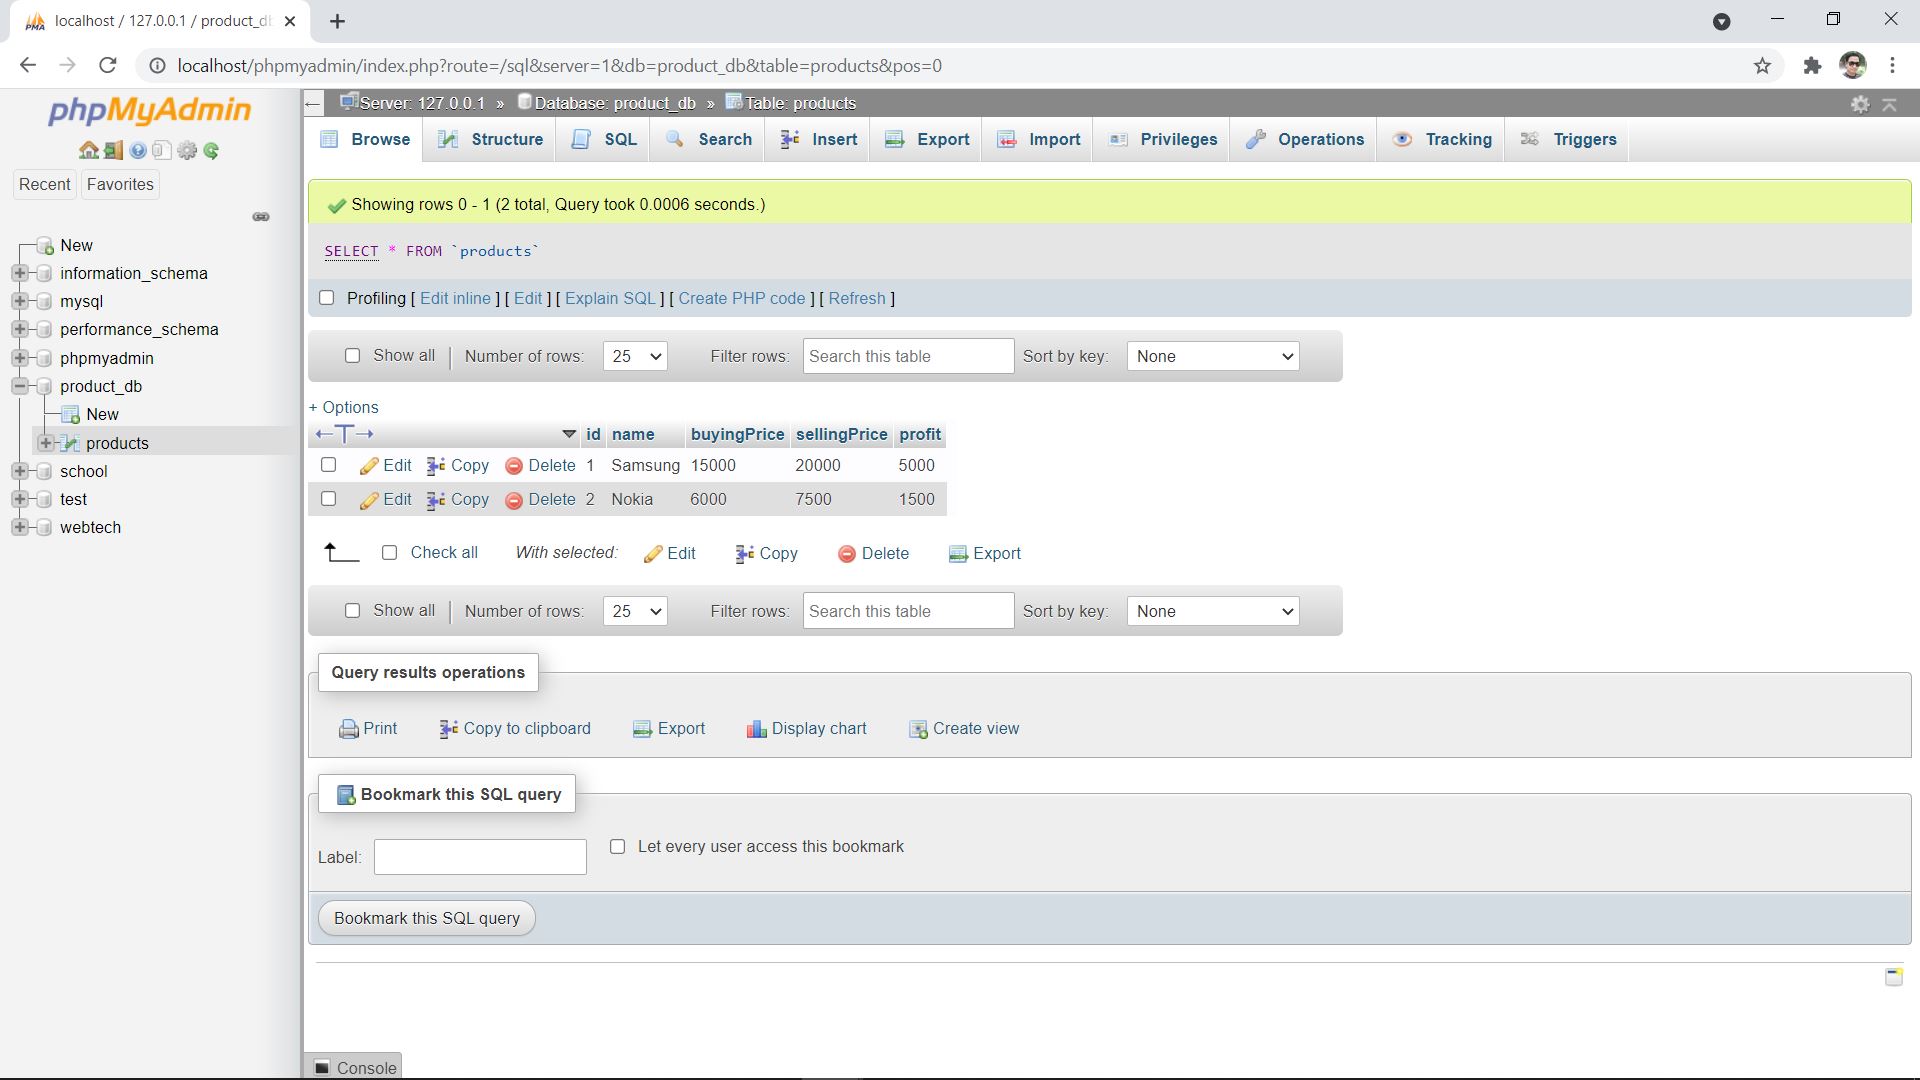 localhost / 127.0.0.1 / product_db
localhost/phpmyadmin/index.php?route=/sql&server=1&db=product_db&table=products&pos=0
phpMyAdmin
Recent Favorites
New
information_schema
mysql
performance_schema
phpmyadmin
product_db
New
products
school
test
webtech
Server: 127.0.0.1 » Database: product_db » Table: products
Browse Structure SQL Search Insert Export Import Privileges Operations Tracking Triggers
Showing rows 0 - 1 (2 total, Query took 0.0006 seconds.)
SELECT * FROM `products`
Profiling [ Edit inline ] [ Edit ] [ Explain SQL ] [ Create PHP code ] [ Refresh ]
Show all | Number of rows: 25 Filter rows: Search this table Sort by key: None
+ Options
←T→ id name buyingPrice sellingPrice profit
Edit Copy Delete 1 Samsung 15000 20000 5000
Edit Copy Delete 2 Nokia 6000 7500 1500
Check all With selected: Edit Copy Delete Export
Show all | Number of rows: 25 Filter rows: Search this table Sort by key: None
Query results operations
Print Copy to clipboard Export Display chart Create view
Bookmark this SQL query
Label: Let every user access this bookmark
Bookmark this SQL query
Console